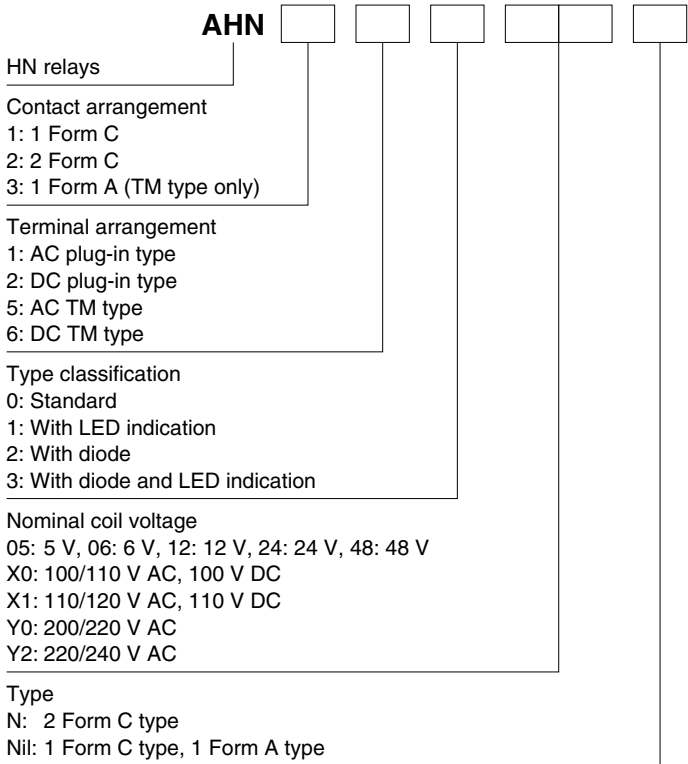 AHN
HN relays
Contact arrangement
1: 1 Form C
2: 2 Form C
3: 1 Form A (TM type only)
Terminal arrangement
1: AC plug-in type
2: DC plug-in type
5: AC TM type
6: DC TM type
Type classification
0: Standard
1: With LED indication
2: With diode
3: With diode and LED indication
Nominal coil voltage
05: 5 V, 06: 6 V, 12: 12 V, 24: 24 V, 48: 48 V
X0: 100/110 V AC, 100 V DC
X1: 110/120 V AC, 110 V DC
Y0: 200/220 V AC
Y2: 220/240 V AC
Type
N: 2 Form C type
Nil: 1 Form C type, 1 Form A type